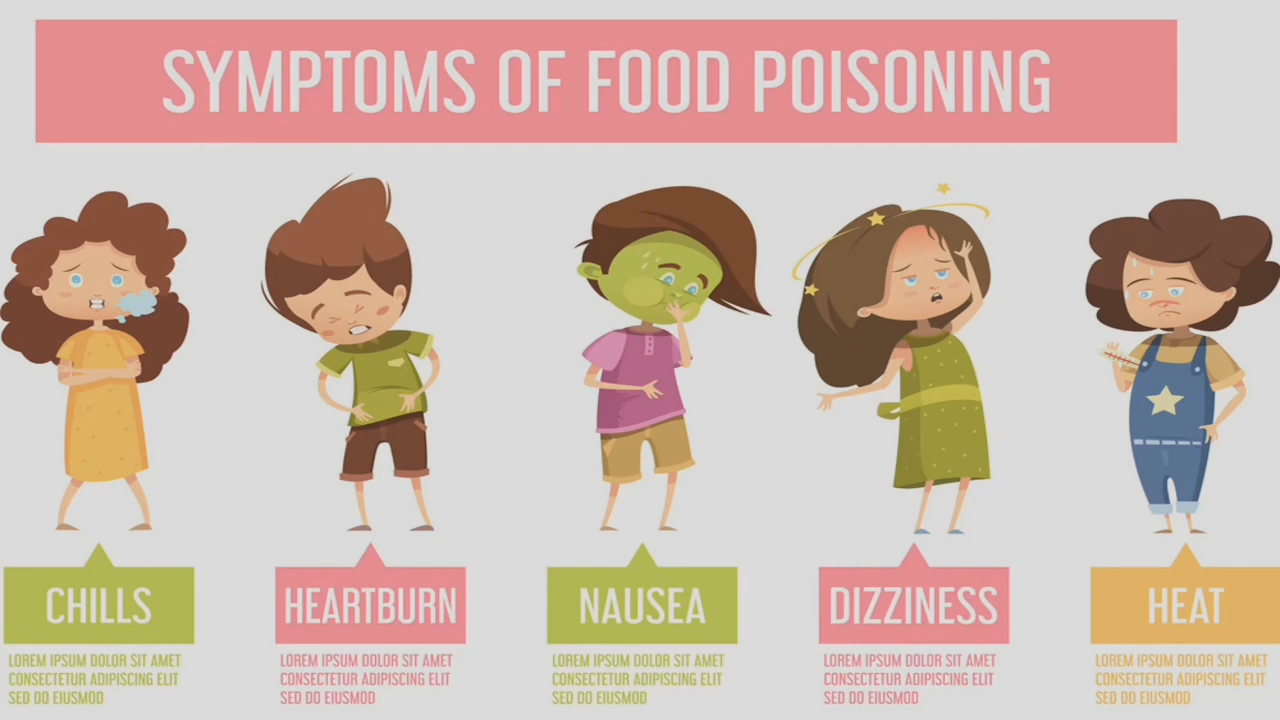 SYMPTOMS OF FOOD POISONING
CHILLS
LOREM IPSUM DOLOR SIT AMET
CONSECTETUR ADIPISCING ELIT
SED DO EIUSMOD
HEARTBURN
LOREM IPSUM DOLOR SIT AMET
CONSECTETUR ADIPISCING ELIT
SED DO EIUSMOD
NAUSEA
LOREM IPSUM DOLOR SIT AMET
CONSECTETUR ADIPISCING ELIT
SED DO EIUSMOD
DIZZINESS
LOREM IPSUM DOLOR SIT AMET
CONSECTETUR ADIPISCING ELIT
SED DO EIUSMOD
HEAT
LOREM IPSUM DOLOR SIT AMET
CONSECTETUR ADIPISCING ELIT
SED DO EIUSMOD